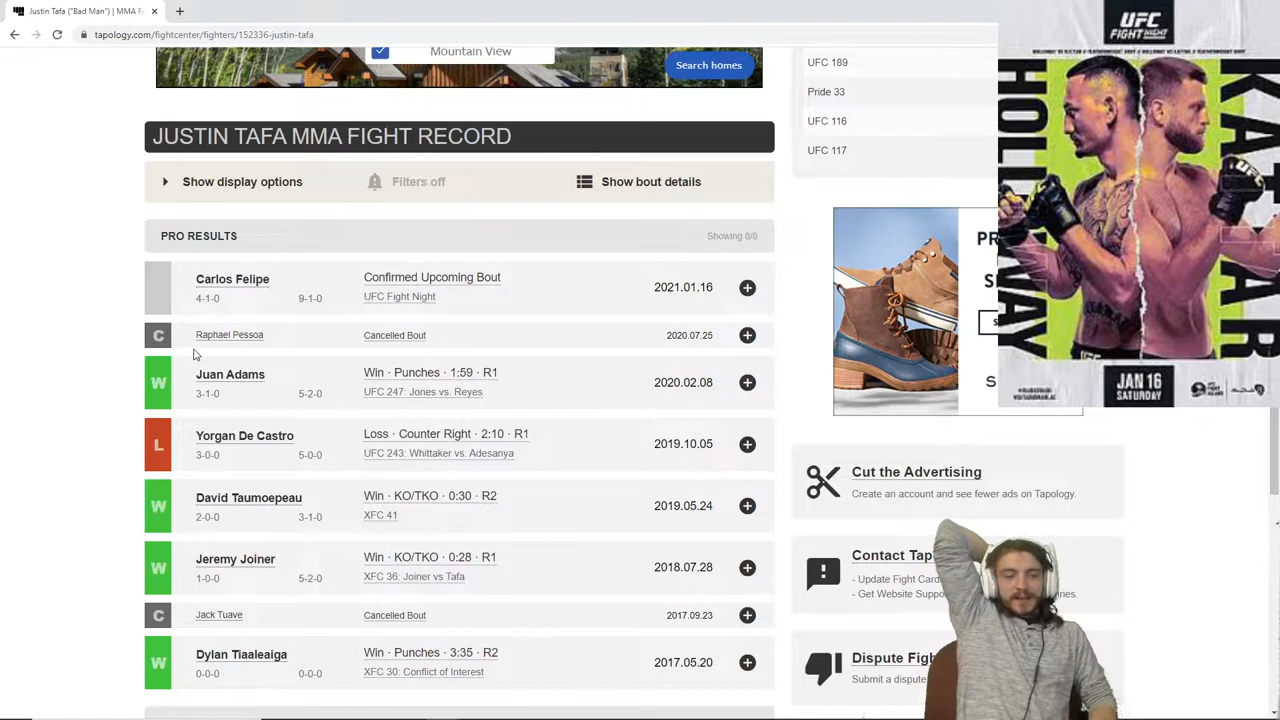 Justin Tafa ("Bad Man") | MMA F
tapology.com/fightcenter/fighters/152336-justin-tafa
Mountain View
Search homes
UFC 189
Pride 33
UFC 116
UFC 117
JUSTIN TAFA MMA FIGHT RECORD
Show display options
Filters off
Show bout details
PRO RESULTS
Showing 8/8
Carlos Felipe
Confirmed Upcoming Bout
2021.01.16
4-1-0
9-1-0
UFC Fight Night
C
Raphael Pessoa
Cancelled Bout
2020.07.25
W
Juan Adams
Win · Punches · 1:59 · R1
2020.02.08
3-1-0
5-2-0
UFC 247: Jones vs. Reyes
L
Yorgan De Castro
Loss · Counter Right · 2:10 · R1
2019.10.05
3-0-0
5-0-0
UFC 243: Whittaker vs. Adesanya
W
David Taumoepeau
Win · KO/TKO · 0:30 · R2
2019.05.24
2-0-0
3-1-0
XFC 41
W
Jeremy Joiner
Win · KO/TKO · 0:28 · R1
2018.07.28
1-0-0
5-2-0
XFC 36: Joiner vs Tafa
C
Jack Tuave
Cancelled Bout
2017.09.23
W
Dylan Tiaaleaiga
Win · Punches · 3:35 · R2
2017.05.20
0-0-0
0-0-0
XFC 30: Conflict of Interest
PR
S
Cut the Advertising
Create an account and see fewer ads on Tapology.
Contact Tap
- Update Fight Card
- Get Website Suppo
ries.
Dispute Figh
Submit a dispute
UFC
FIGHT NIGHT
HOLLOWAY
KATTAR
UFC
JAN 16
SATURDAY